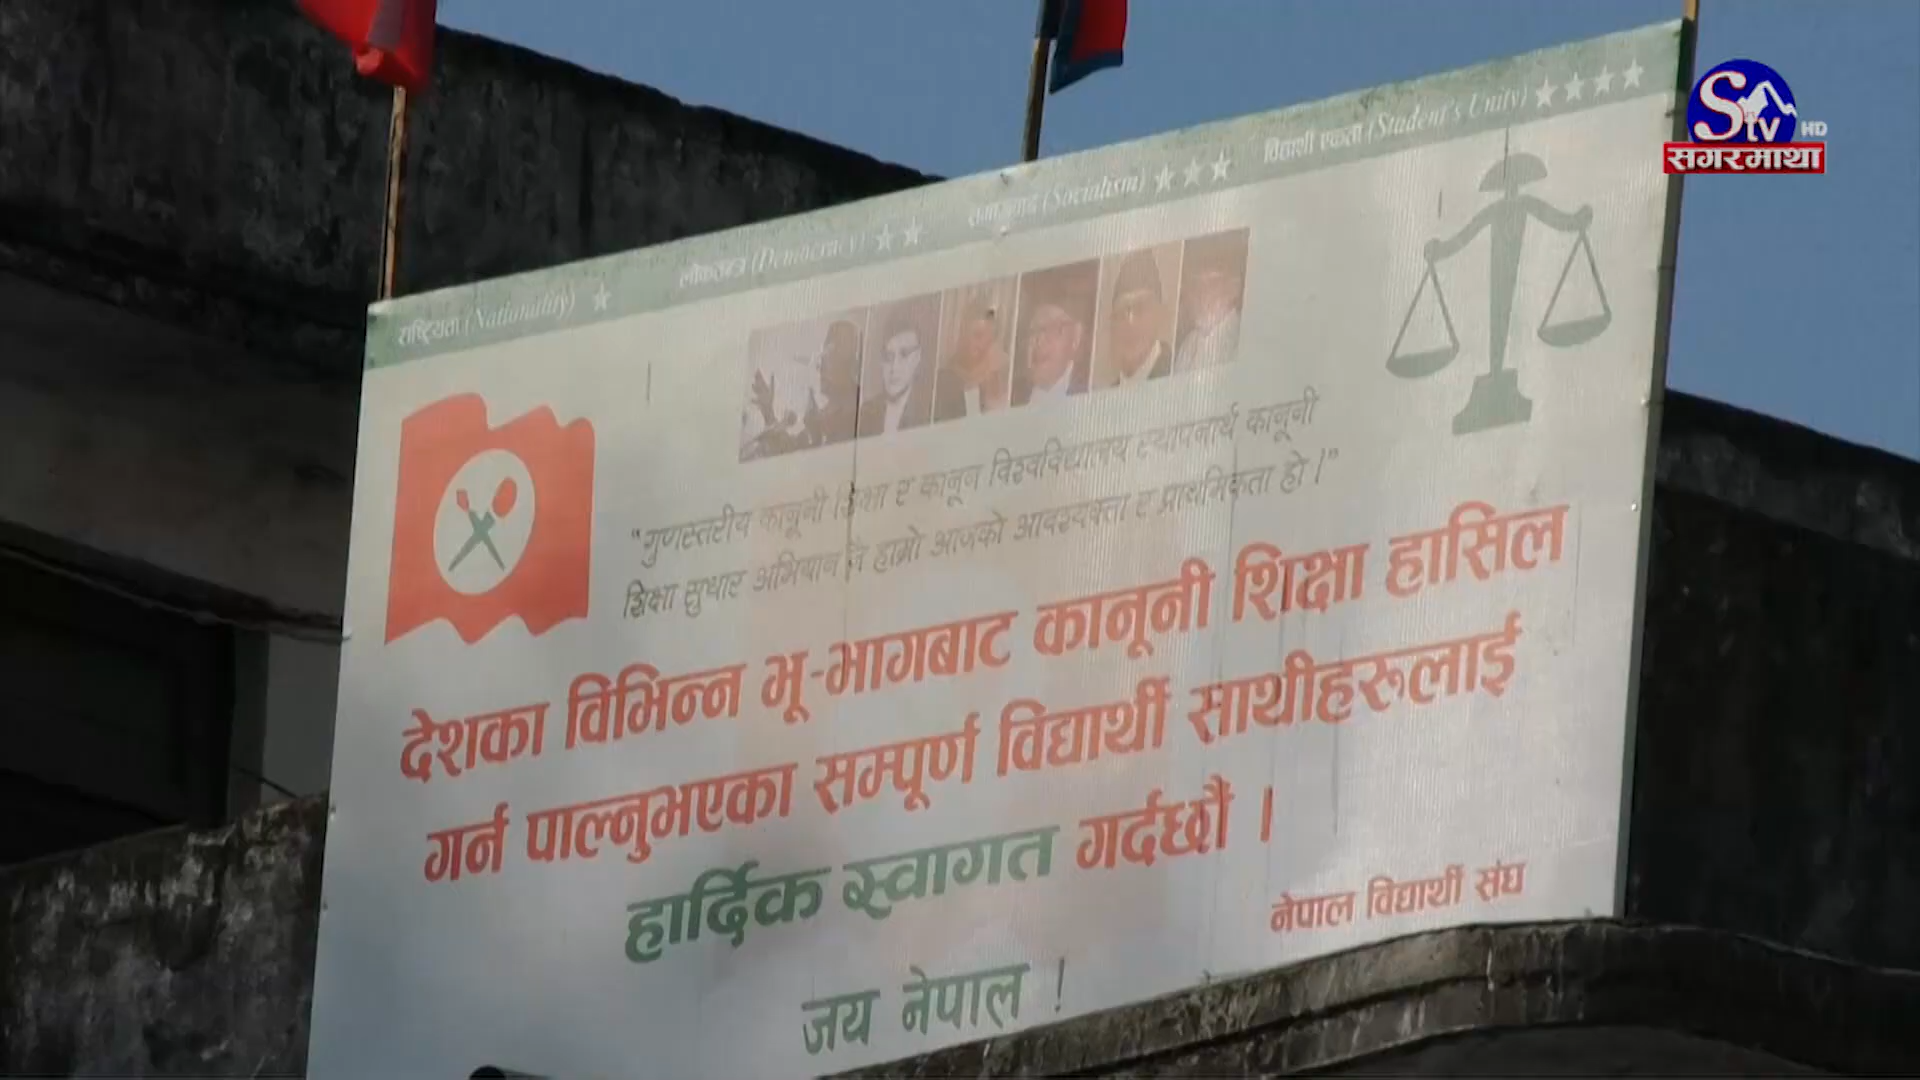 STV HD
सगरमाथा
राष्ट्रियता (Nationality) ★ लोकतन्त्र (Democracy) ★★ समाजवाद (Socialism) ★★★ विद्यार्थी एकता (Student's Unity) ★★★★
"गुणस्तरीय कानूनी शिक्षा र कानून विश्वविद्यालय स्थापनार्थ कानूनी
शिक्षा सुधार अभियान नै हाम्रो आजको आवश्यक्ता र प्राथमिकता हो ।"
देशका विभिन्न भू-भागबाट कानूनी शिक्षा हासिल
गर्न पाल्नुभएका सम्पूर्ण विद्यार्थी साथीहरुलाई
हार्दिक स्वागत गर्दछौं ।
नेपाल विद्यार्थी संघ
जय नेपाल !